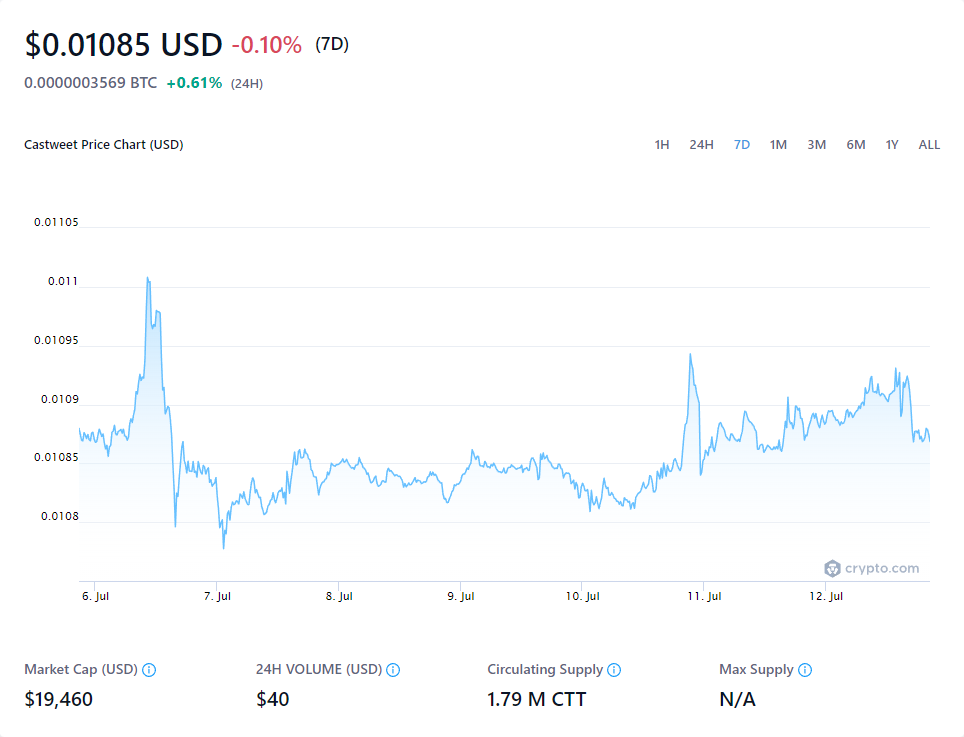 $0.01085 USD -0.10% (7D)
0.0000003569 BTC +0.61% (24H)
Castweet Price Chart (USD)
1H 24H 7D 1M 3M 6M 1Y ALL
0.01105
0.011
0.01095
0.0109
0.01085
0.0108
crypto.com
6. Jul 7. Jul 8. Jul 9. Jul 10. Jul 11. Jul 12. Jul
Market Cap (USD) 24H VOLUME (USD) Circulating Supply Max Supply
$19,460 $40 1.79 M CTT N/A